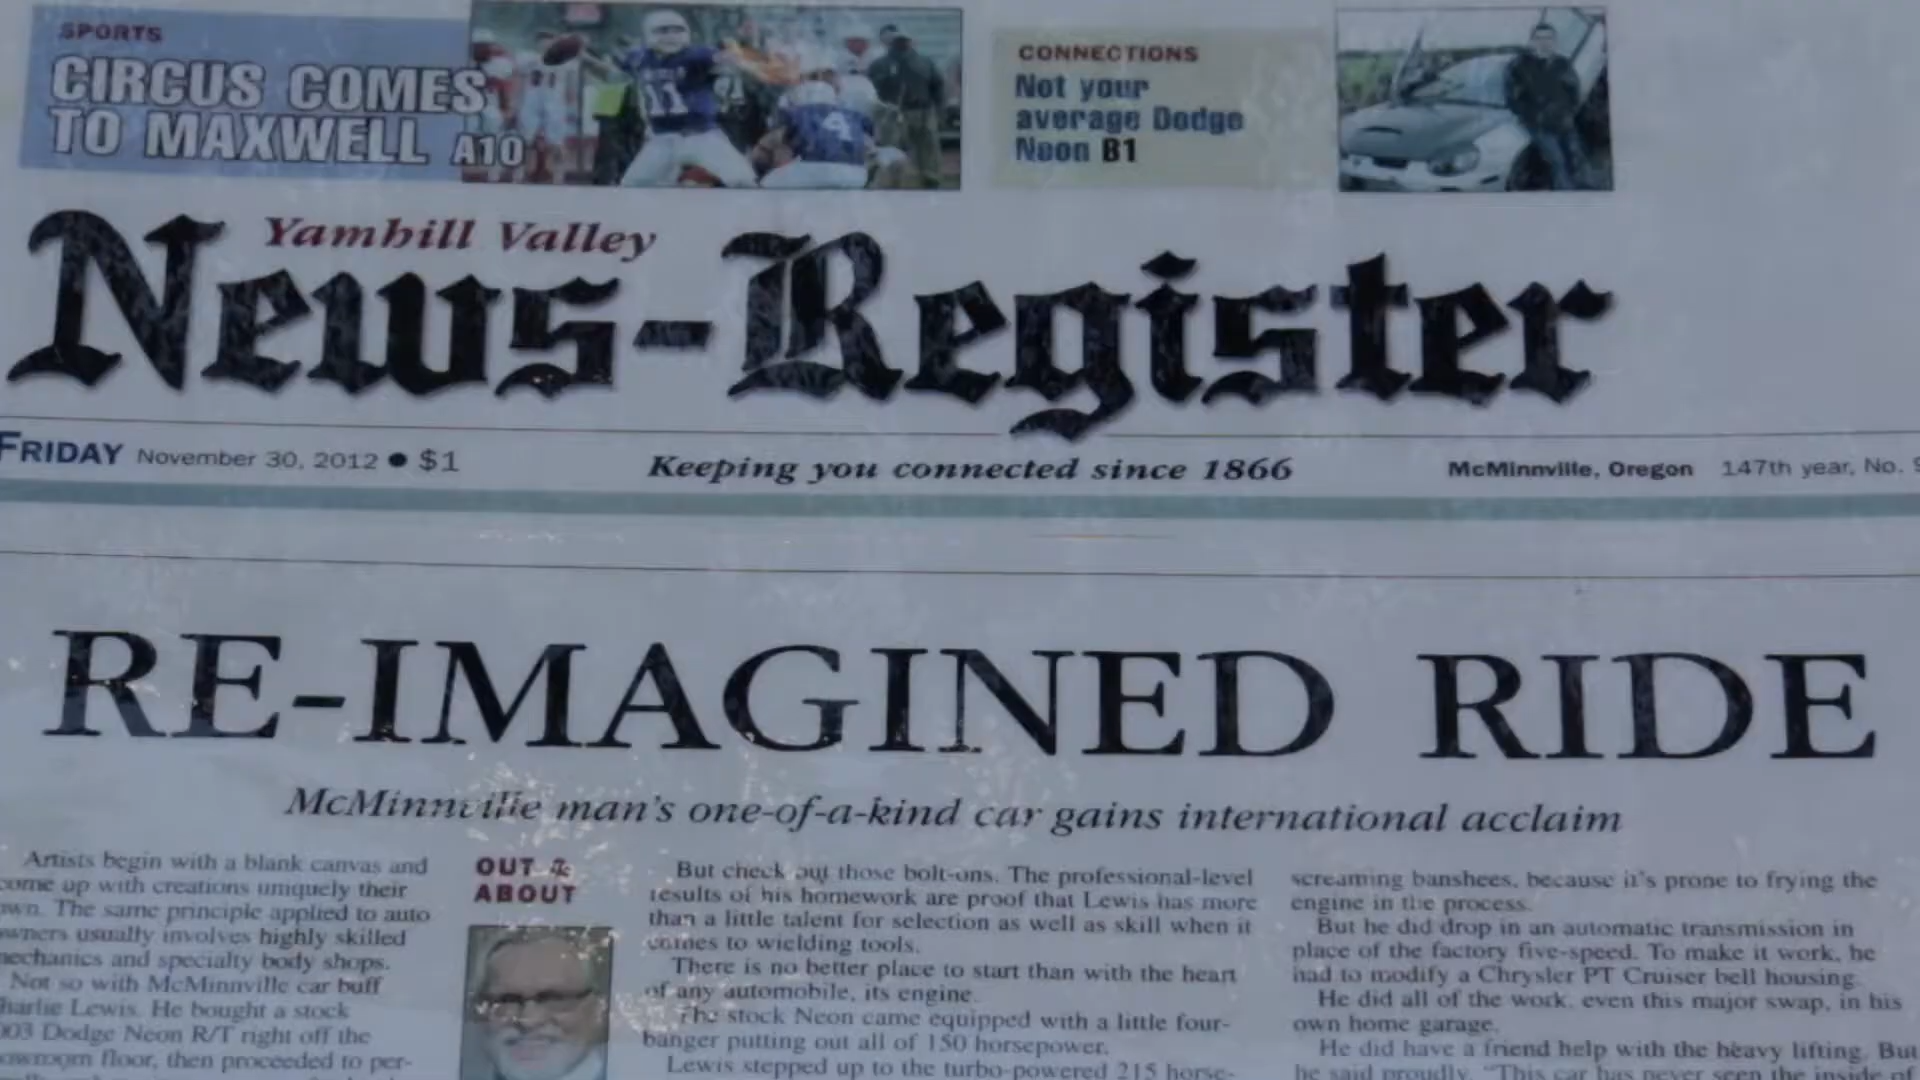 SPORTS
CIRCUS COMES
TO MAXWELL A10
11
4
CONNECTIONS
Not your
average Dodge
Neon B1
Yamhill Valley
News-Register
FRIDAY November 30, 2012 ● $1
Keeping you connected since 1866
McMinnville, Oregon 147th year, No.
RE-IMAGINED RIDE
McMinnville man's one-of-a-kind car gains international acclaim
Artists begin with a blank canvas and
come up with creations uniquely their
own. The same principle applied to auto
owners usually involves highly skilled
mechanics and specialty body shops.
Not so with McMinnville car buff
Charlie Lewis. He bought a stock
003 Dodge Neon R/T right off the
owroom floor, then proceeded to per-
OUT &
ABOUT
But check out those bolt-ons. The professional-level
results of his homework are proof that Lewis has more
than a little talent for selection as well as skill when it
comes to wielding tools.
There is no better place to start than with the heart
of any automobile, its engine.
The stock Neon came equipped with a little four-
banger putting out all of 150 horsepower.
Lewis stepped up to the turbo-powered 215 horse-
screaming banshees, because it's prone to frying the
engine in the process.
But he did drop in an automatic transmission in
place of the factory five-speed. To make it work, he
had to modify a Chrysler PT Cruiser bell housing.
He did all of the work, even this major swap, in his
own home garage.
He did have a friend help with the heavy lifting. But
he said proudly, "This car has never seen the inside of